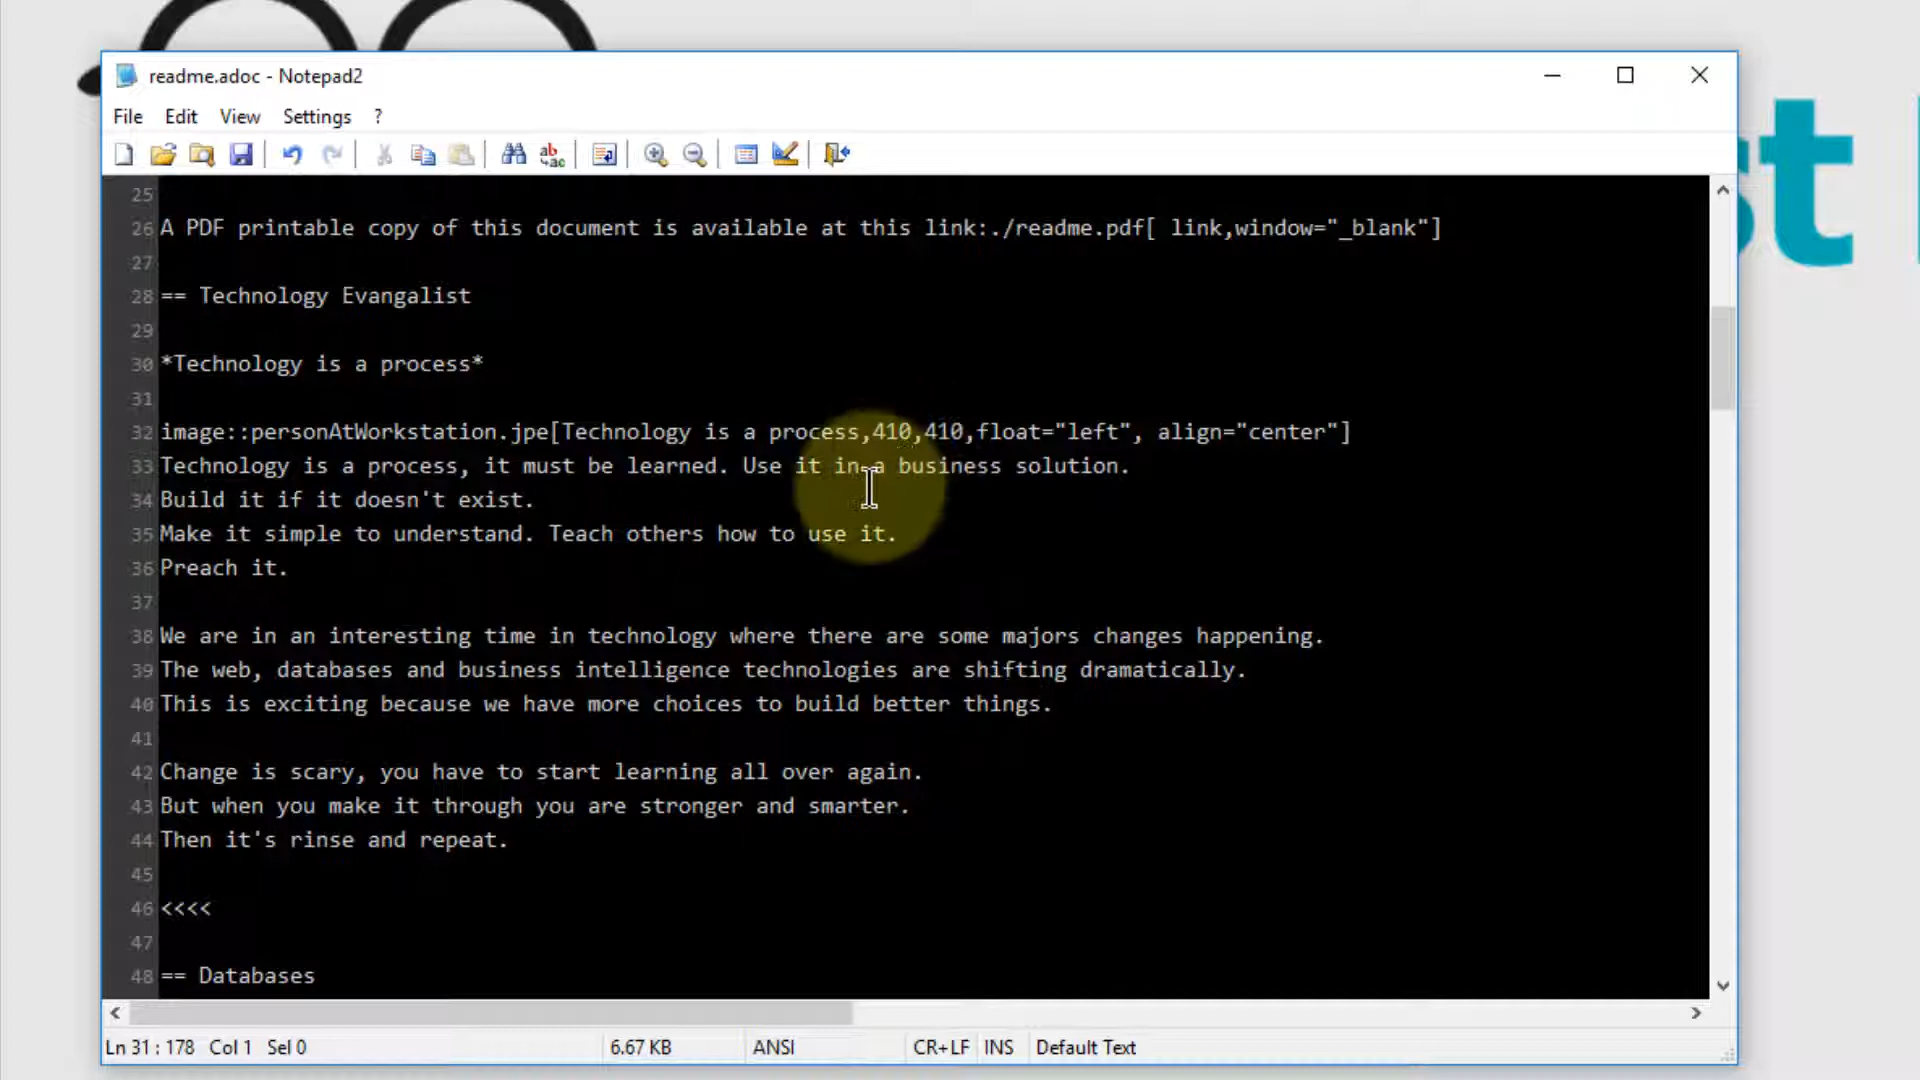 readme.adoc - Notepad2
File Edit View Settings ?
25
26 A PDF printable copy of this document is available at this link:./readme.pdf[ link,window="_blank"]
27
28 == Technology Evangalist
29
30 *Technology is a process*
31
32 image::personAtWorkstation.jpe[Technology is a process,410,410,float="left", align="center"]
33 Technology is a process, it must be learned. Use it in a business solution.
34 Build it if it doesn't exist.
35 Make it simple to understand. Teach others how to use it.
36 Preach it.
37
38 We are in an interesting time in technology where there are some majors changes happening.
39 The web, databases and business intelligence technologies are shifting dramatically.
40 This is exciting because we have more choices to build better things.
41
42 Change is scary, you have to start learning all over again.
43 But when you make it through you are stronger and smarter.
44 Then it's rinse and repeat.
45
46 <<<<
47
48 == Databases
Ln 31 : 178 Col 1 Sel 0 6.67 KB ANSI CR+LF INS Default Text